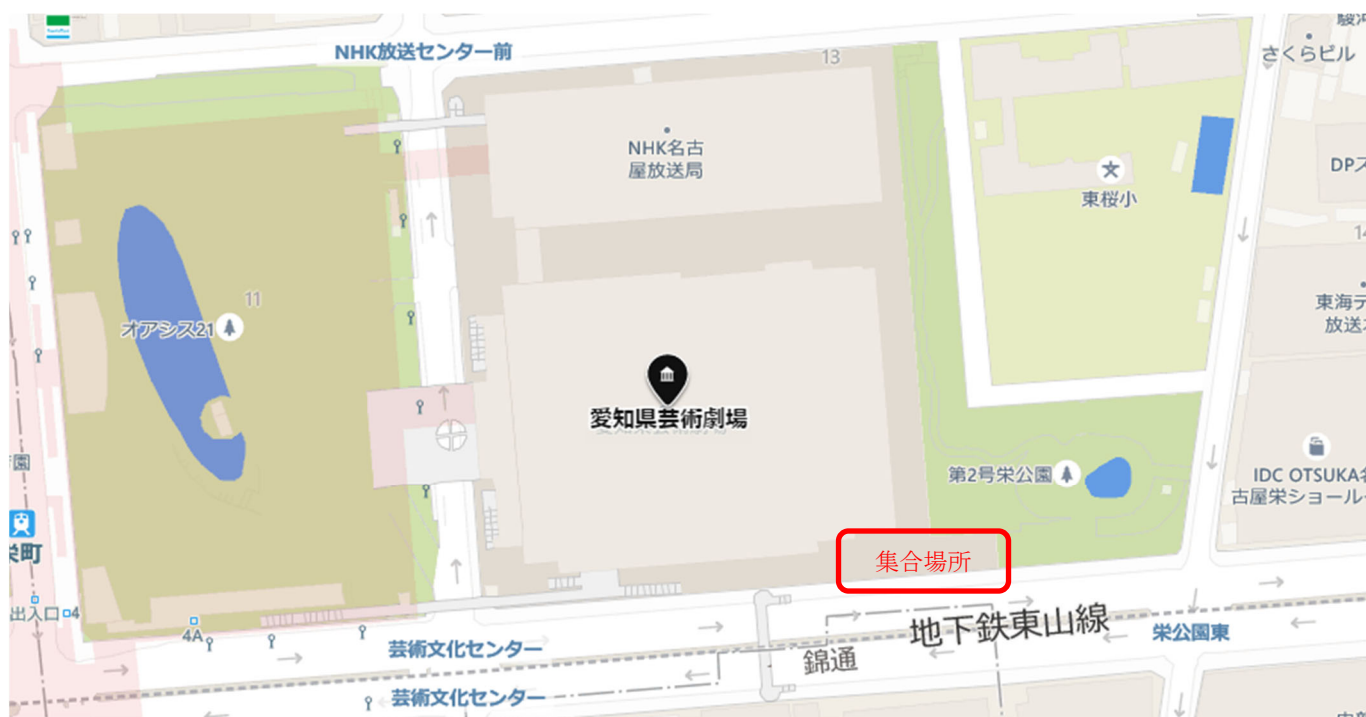 FamilyMart
NHK放送センター前
13
さくらビル
NHK名古
屋放送局
東桜小
11
オアシス21
東海テ
放送
愛知県芸術劇場
第2号栄公園
IDC OTSUKA名
古屋栄ショール
集合場所
栄町
出入口
4
4A
地下鉄東山線
栄公園東
芸術文化センター
錦通
芸術文化センター